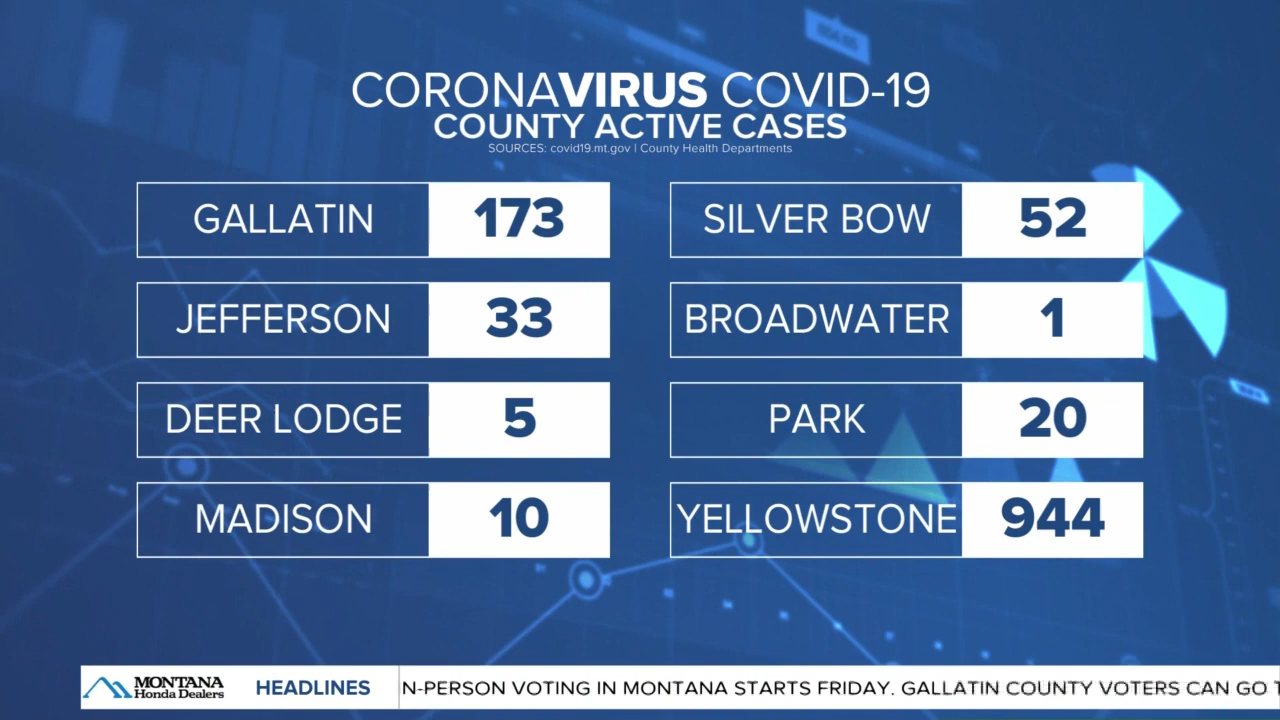 CORONAVIRUS COVID-19
COUNTY ACTIVE CASES
SOURCES: covid19.mt.gov | County Health Departments
GALLATIN 173
SILVER BOW 52
JEFFERSON 33
BROADWATER 1
DEER LODGE 5
PARK 20
MADISON 10
YELLOWSTONE 944
MONTANA
Honda Dealers
HEADLINES
N-PERSON VOTING IN MONTANA STARTS FRIDAY. GALLATIN COUNTY VOTERS CAN GO